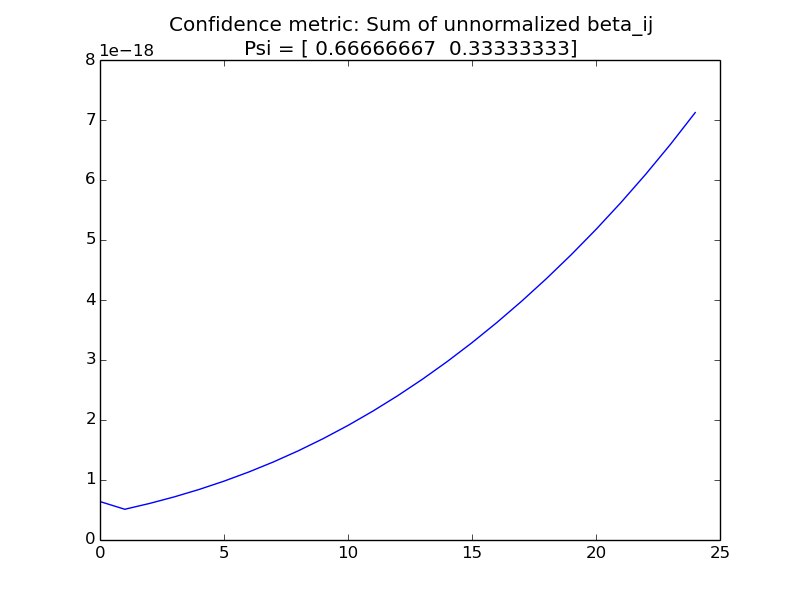 Confidence metric: Sum of unnormalized beta_ij
Psi = [ 0.66666667  0.33333333]
1e−18
8
7
6
5
4
3
2
1
0
0 5 10 15 20 25